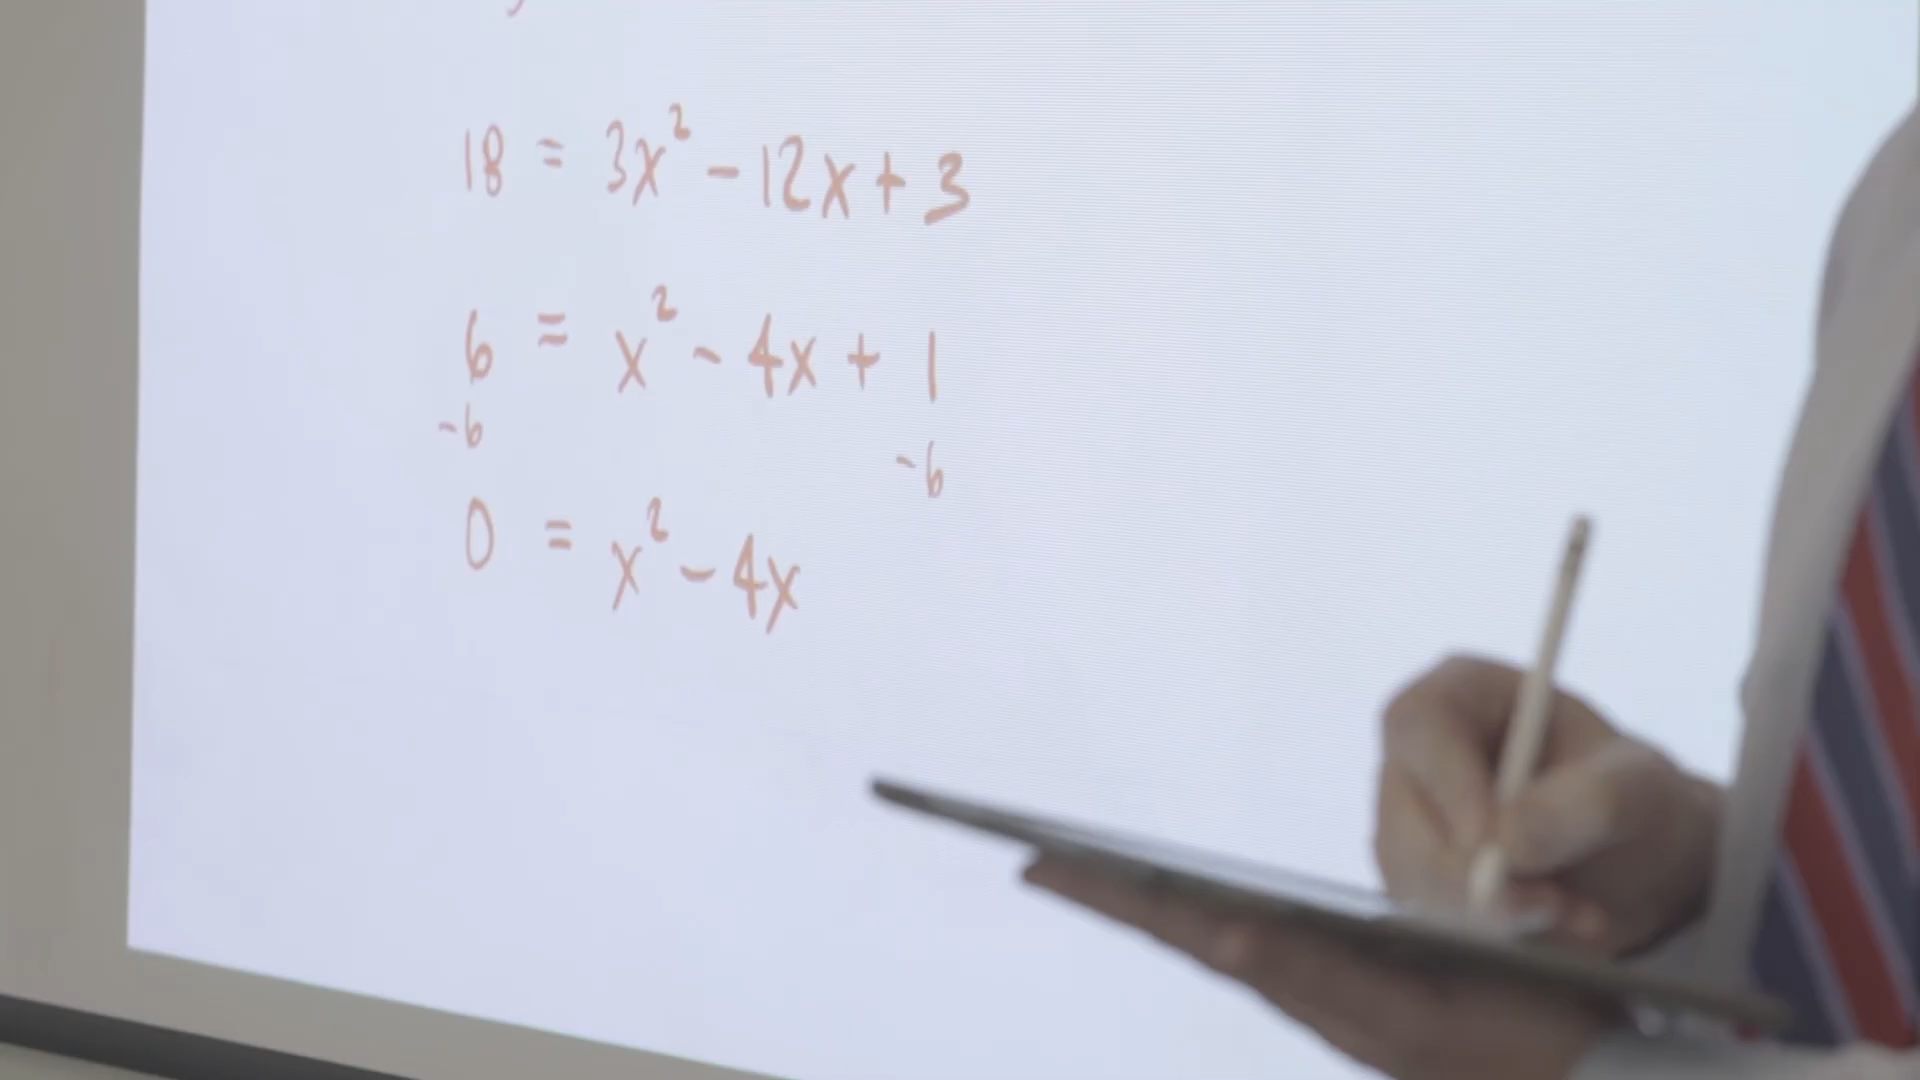 18 = 3x² - 12x + 3
6 = x² - 4x + 1
-6 -6
0 = x² - 4x